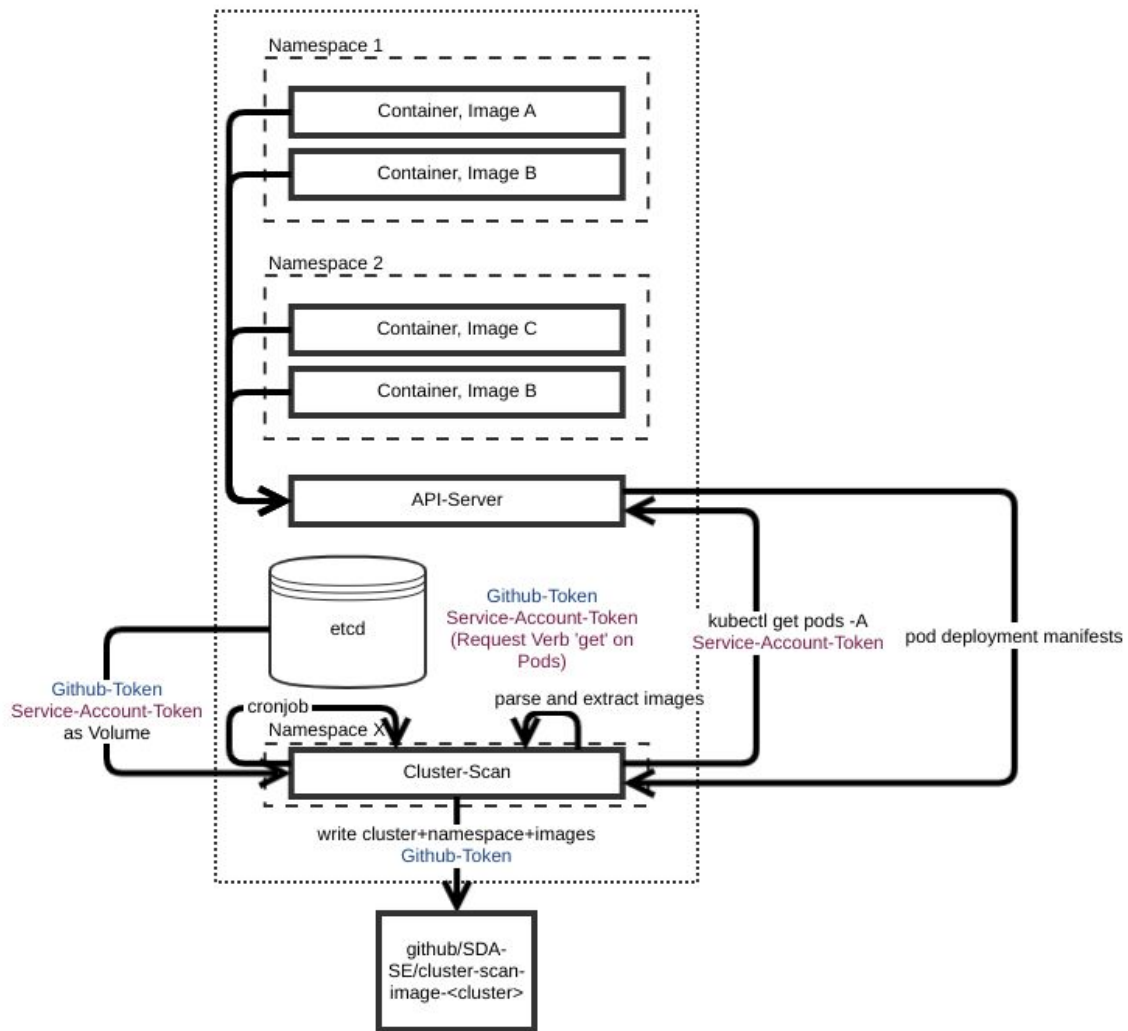 Namespace 1
Container, Image A
Container, Image B
Namespace 2
Container, Image C
Container, Image B
API-Server
etcd
Github-Token
Service-Account-Token
(Request Verb 'get' on
Pods)
kubectl get pods -A
Service-Account-Token
pod deployment manifests
Github-Token
Service-Account-Token
as Volume
cronjob
parse and extract images
Namespace X
Cluster-Scan
write cluster+namespace+images
Github-Token
github/SDA-
SE/cluster-scan-
image-<cluster>